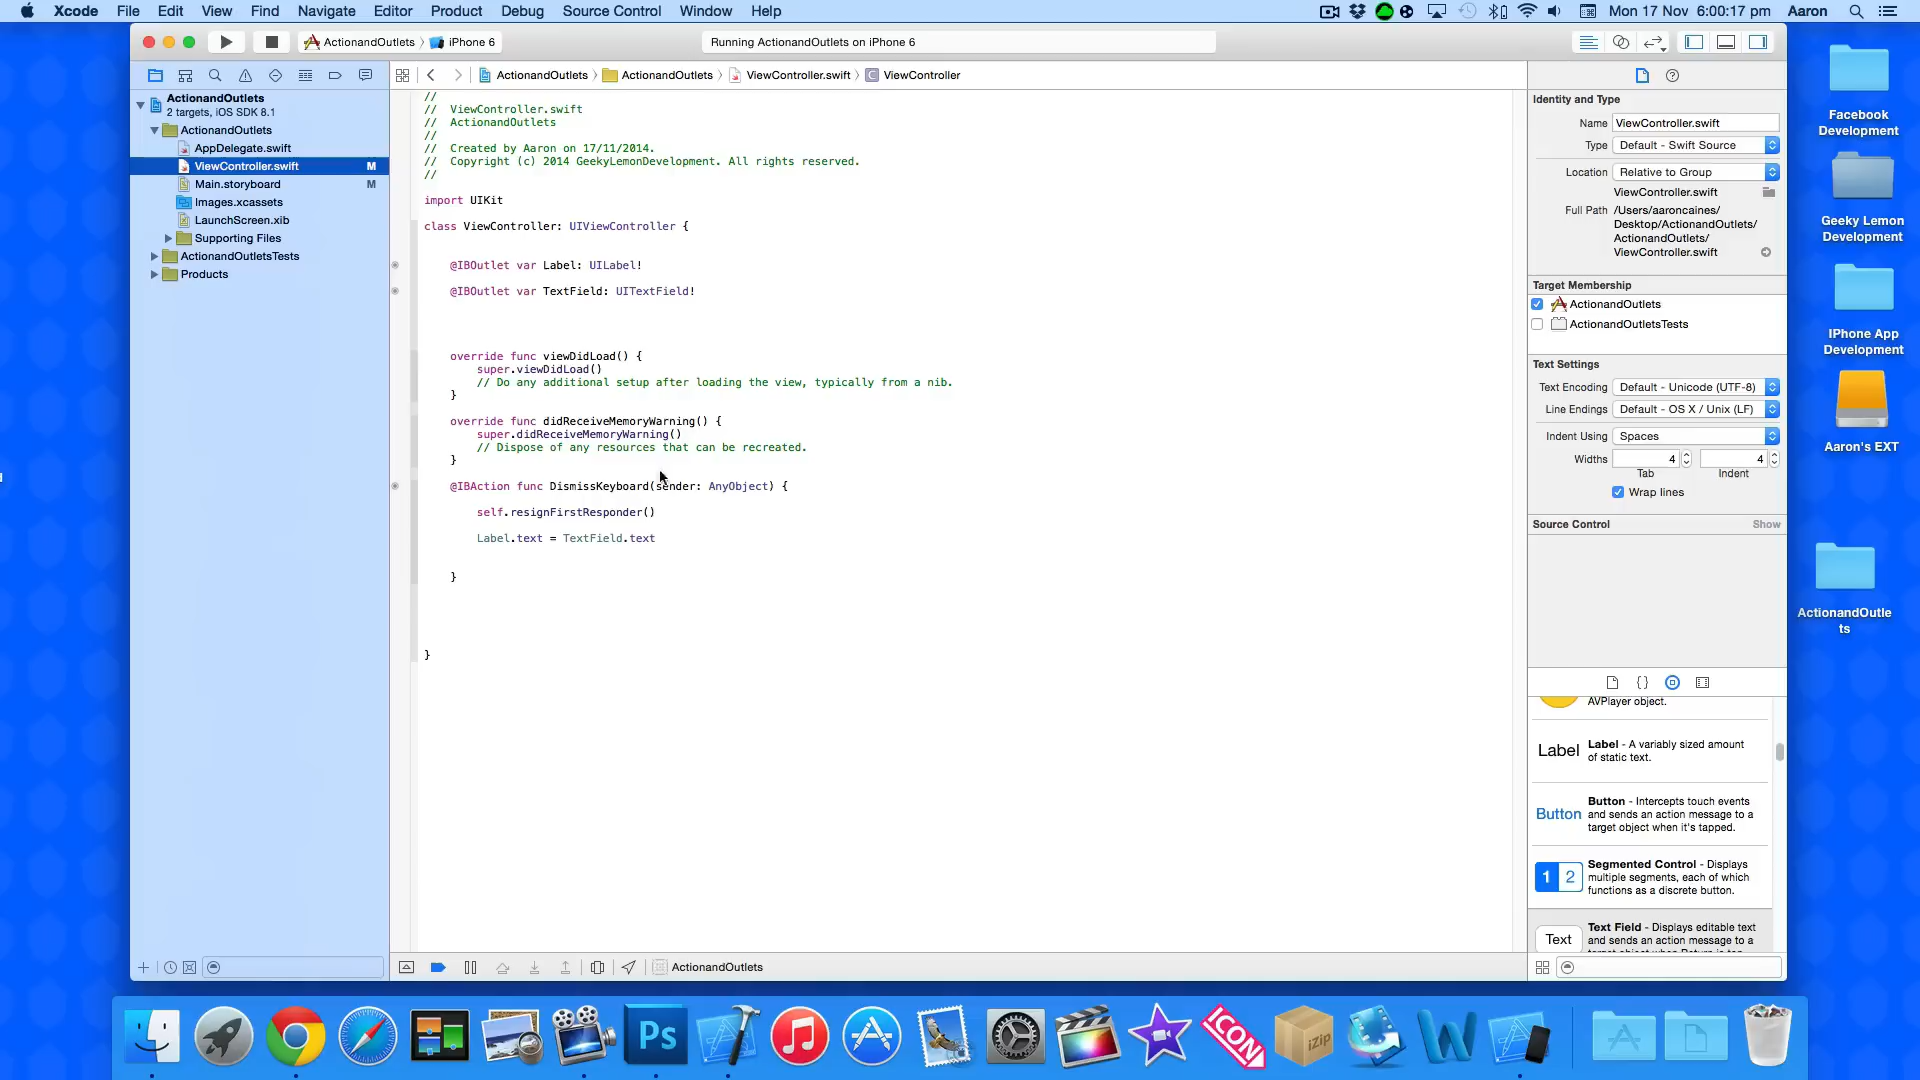 Xcode File Edit View Find Navigate Editor Product Debug Source Control Window Help
Mon 17 Nov 6:00:17 pm Aaron
ActionandOutlets iPhone 6
Running ActionandOutlets on iPhone 6
ActionandOutlets ActionandOutlets ViewController.swift C ViewController
ActionandOutlets
2 targets, iOS SDK 8.1
ActionandOutlets
AppDelegate.swift
ViewController.swift M
Main.storyboard M
Images.xcassets
LaunchScreen.xib
Supporting Files
ActionandOutletsTests
Products
//
// ViewController.swift
// ActionandOutlets
//
// Created by Aaron on 17/11/2014.
// Copyright (c) 2014 GeekyLemonDevelopment. All rights reserved.
//
import UIKit
class ViewController: UIViewController {
@IBOutlet var Label: UILabel!
@IBOutlet var TextField: UITextField!
override func viewDidLoad() {
super.viewDidLoad()
// Do any additional setup after loading the view, typically from a nib.
}
override func didReceiveMemoryWarning() {
super.didReceiveMemoryWarning()
// Dispose of any resources that can be recreated.
}
@IBAction func DismissKeyboard(sender: AnyObject) {
self.resignFirstResponder()
Label.text = TextField.text
}
}
ActionandOutlets
Identity and Type
Name ViewController.swift
Type Default - Swift Source
Location Relative to Group
ViewController.swift
Full Path /Users/aaroncaines/
Desktop/ActionandOutlets/
ActionandOutlets/
ViewController.swift
Target Membership
ActionandOutlets
ActionandOutletsTests
Text Settings
Text Encoding Default - Unicode (UTF-8)
Line Endings Default - OS X / Unix (LF)
Indent Using Spaces
Widths 4 4
Tab Indent
Wrap lines
Source Control Show
{ }
AVPlayer object.
Label Label - A variably sized amount
of static text.
Button Button - Intercepts touch events
and sends an action message to a
target object when it's tapped.
1 2 Segmented Control - Displays
multiple segments, each of which
functions as a discrete button.
Text Text Field - Displays editable text
and sends an action message to a
Facebook
Development
Geeky Lemon
Development
IPhone App
Development
Aaron's EXT
ActionandOutle
ts
Ps
ICON
iZip
W